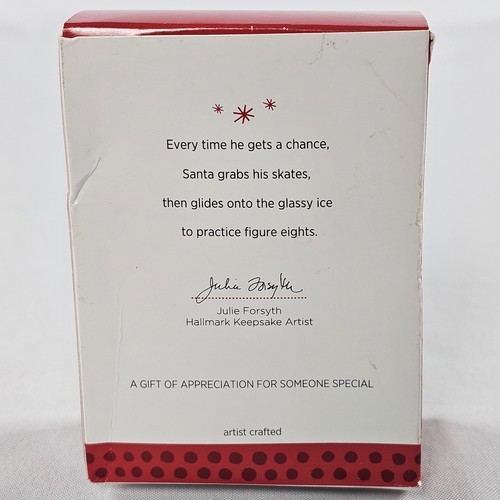 Every time he gets a chance,
Santa grabs his skates,
then glides onto the glassy ice
to practice figure eights.
Julie Forsyth
Julie Forsyth
Hallmark Keepsake Artist
A GIFT OF APPRECIATION FOR SOMEONE SPECIAL
artist crafted